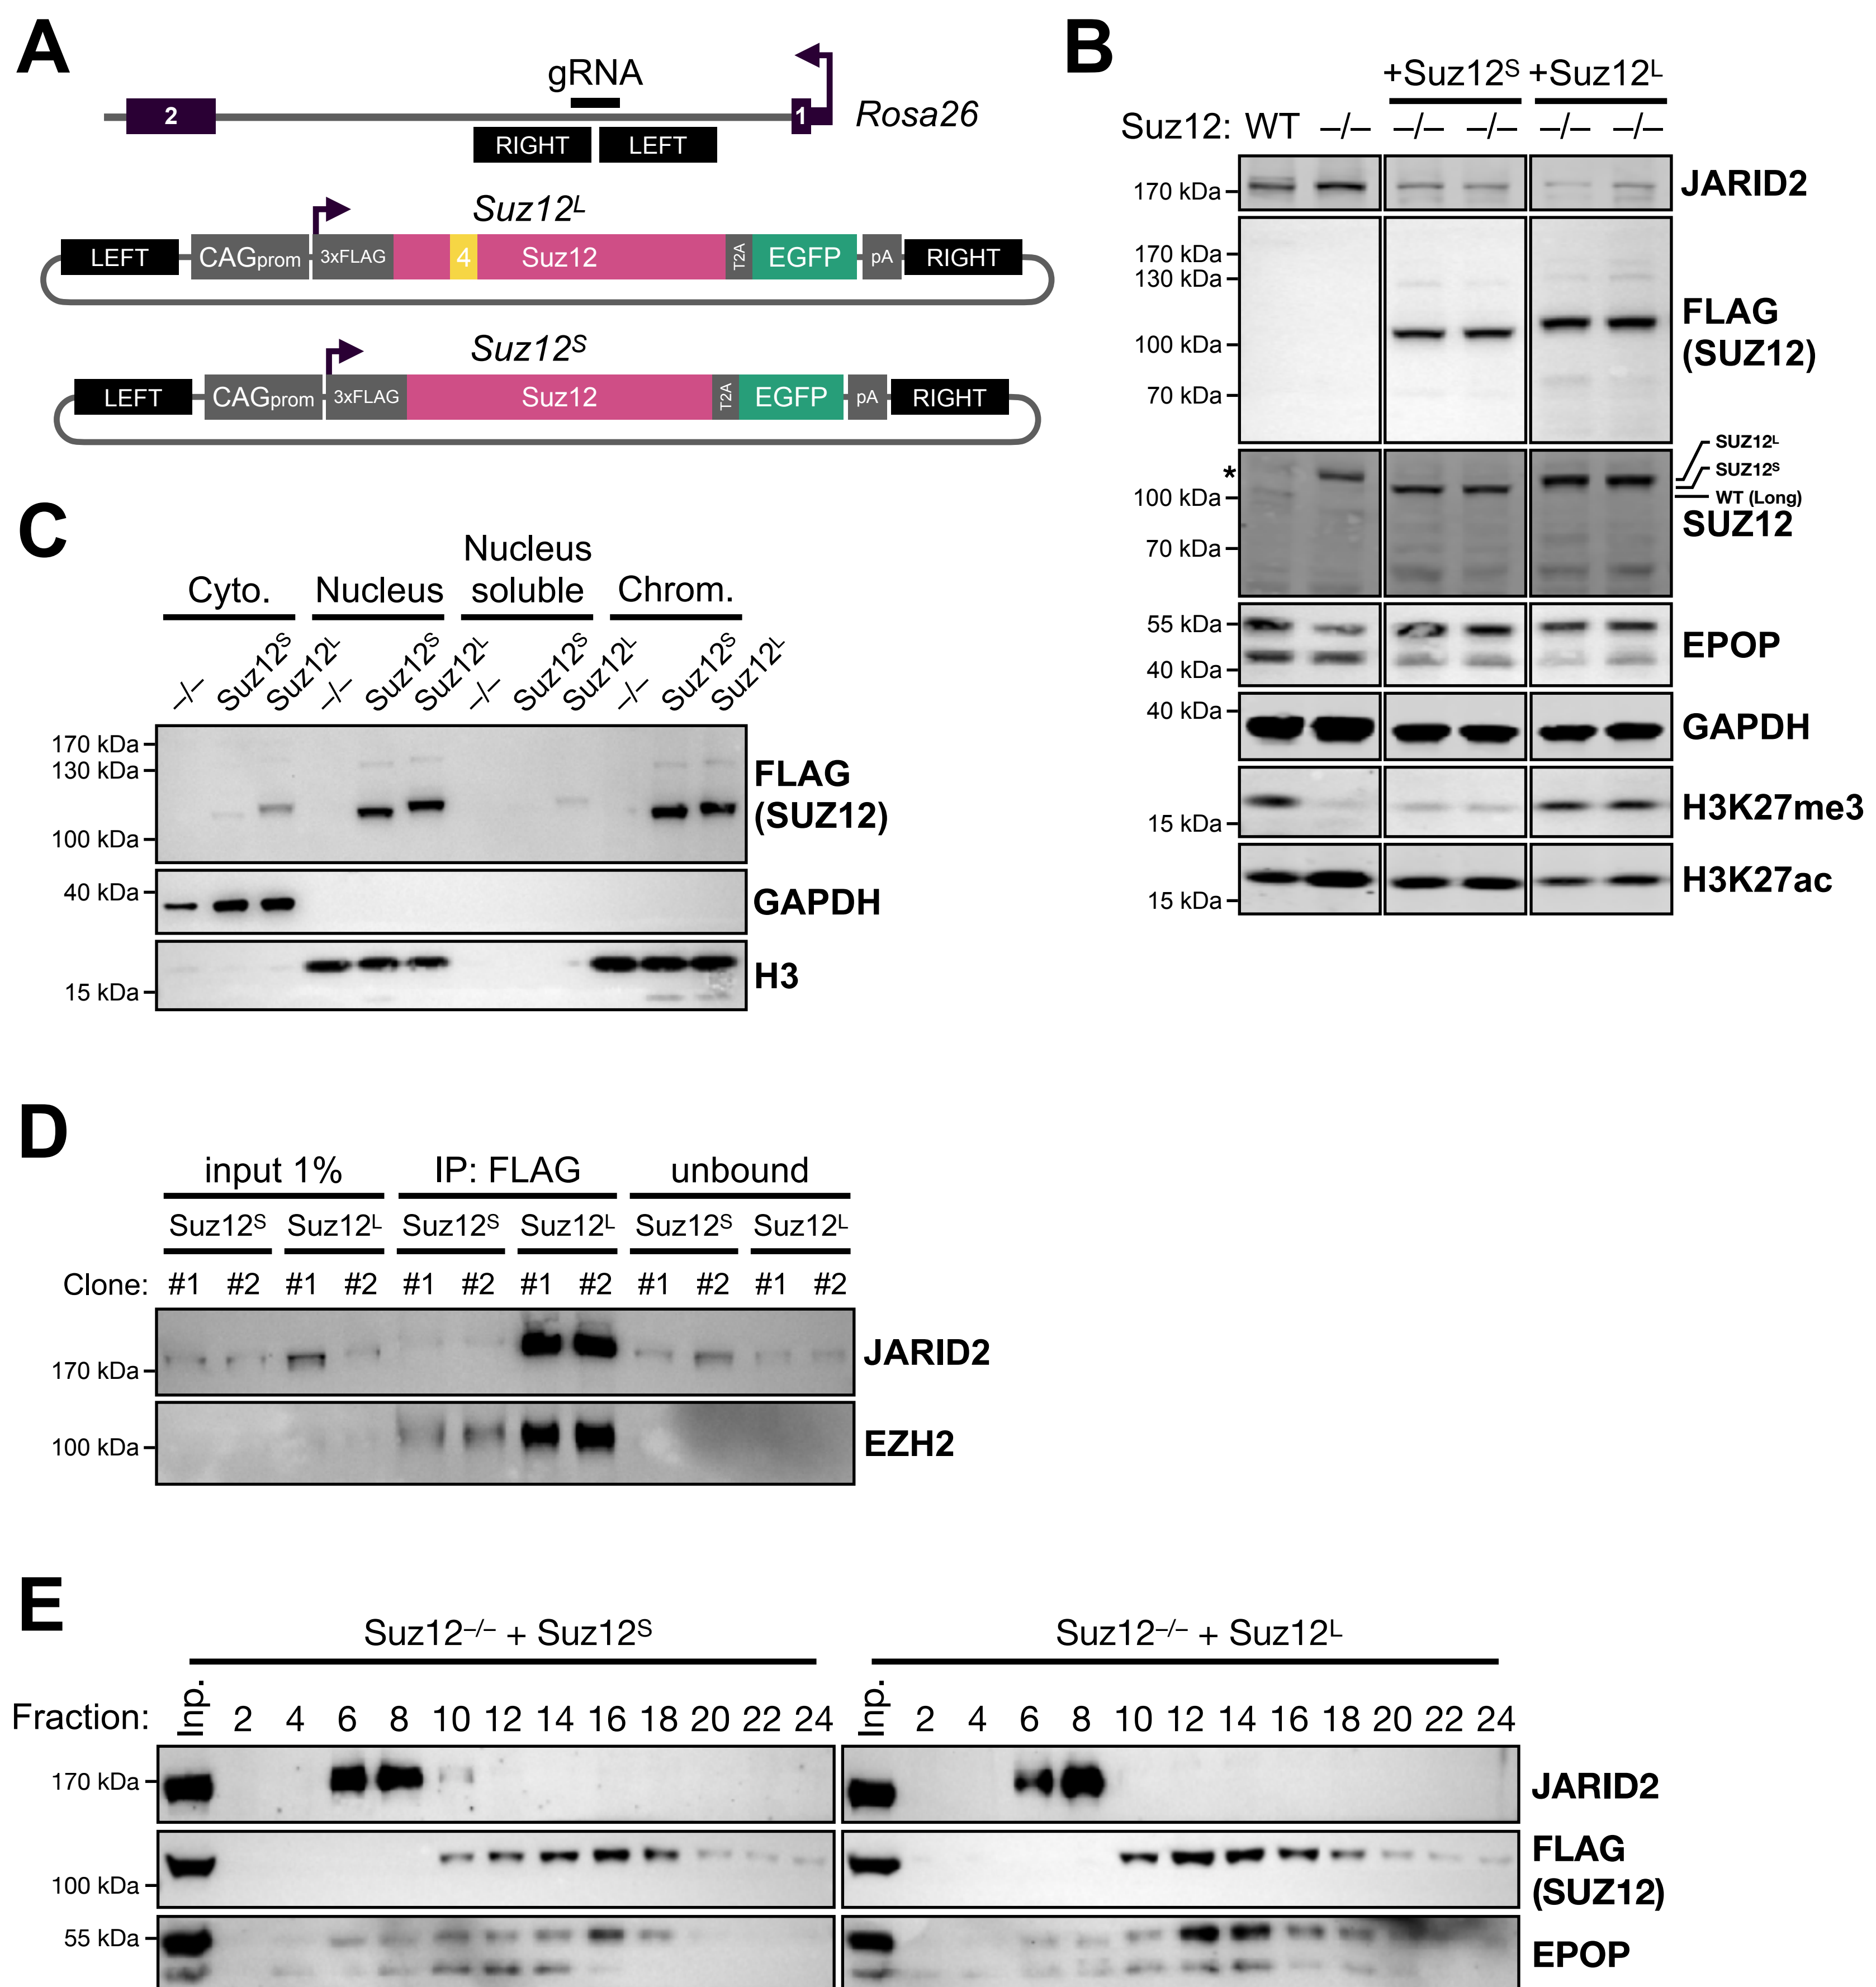 A
gRNA
2
1
Rosa26
RIGHT
LEFT
Suz12L
LEFT
CAGprom
3xFLAG
4
Suz12
T2A
EGFP
pA
RIGHT
Suz12S
LEFT
CAGprom
3xFLAG
Suz12
T2A
EGFP
pA
RIGHT
B
+Suz12S +Suz12L
Suz12: WT –/– –/– –/– –/– –/–
170 kDa
JARID2
170 kDa
130 kDa
100 kDa
70 kDa
FLAG
(SUZ12)
*
100 kDa
70 kDa
SUZ12L
SUZ12S
WT (Long)
SUZ12
55 kDa
40 kDa
EPOP
40 kDa
GAPDH
15 kDa
H3K27me3
15 kDa
H3K27ac
C
Cyto.
Nucleus
Nucleus
soluble
Chrom.
–/– Suz12S Suz12L –/– Suz12S Suz12L –/– Suz12S Suz12L –/– Suz12S Suz12L
170 kDa
130 kDa
100 kDa
FLAG
(SUZ12)
40 kDa
GAPDH
15 kDa
H3
D
input 1% IP: FLAG unbound
Suz12S Suz12L Suz12S Suz12L Suz12S Suz12L
Clone: #1 #2 #1 #2 #1 #2 #1 #2 #1 #2 #1 #2
170 kDa
JARID2
100 kDa
EZH2
E
Suz12–/– + Suz12S
Suz12–/– + Suz12L
Fraction: Inp. 2 4 6 8 10 12 14 16 18 20 22 24 Inp. 2 4 6 8 10 12 14 16 18 20 22 24
170 kDa
JARID2
100 kDa
FLAG
(SUZ12)
55 kDa
EPOP